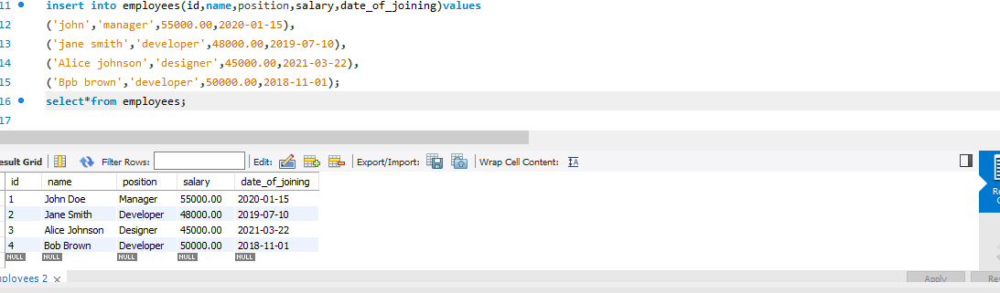 11 insert into employees(id,name,position,salary,date_of_joining)values
12 ('john','manager',55000.00,2020-01-15),
13 ('jane smith','developer',48000.00,2019-07-10),
14 ('Alice johnson','designer',45000.00,2021-03-22),
15 ('Bpb brown','developer',50000.00,2018-11-01);
16 select*from employees;
17
esult Grid Filter Rows: Edit: Export/Import: Wrap Cell Content:
id name position salary date_of_joining
1 John Doe Manager 55000.00 2020-01-15
2 Jane Smith Developer 48000.00 2019-07-10
3 Alice Johnson Designer 45000.00 2021-03-22
4 Bob Brown Developer 50000.00 2018-11-01
NULL NULL NULL NULL NULL
mployees 2 x Apply Re